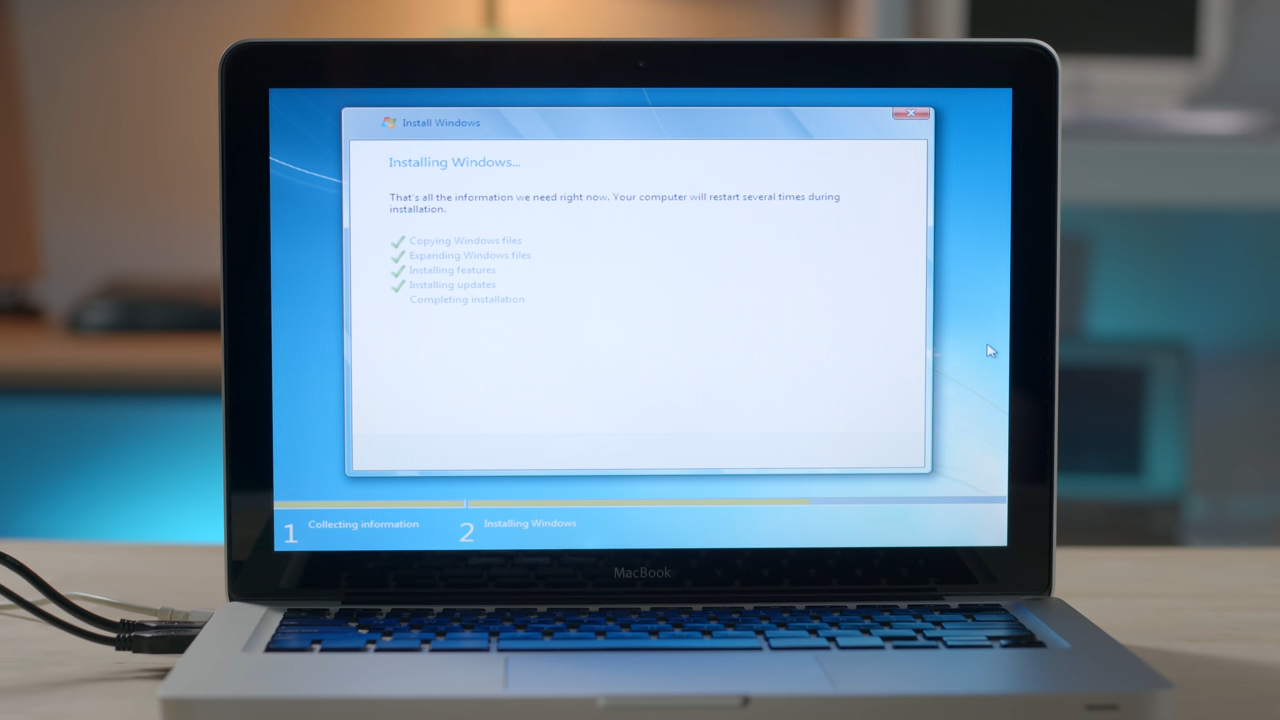 Install Windows
Installing Windows...
That's all the information we need right now. Your computer will restart several times during
installation.
Copying Windows files
Expanding Windows files
Installing features
Installing updates
Completing installation
1 Collecting information
2 Installing Windows
MacBook